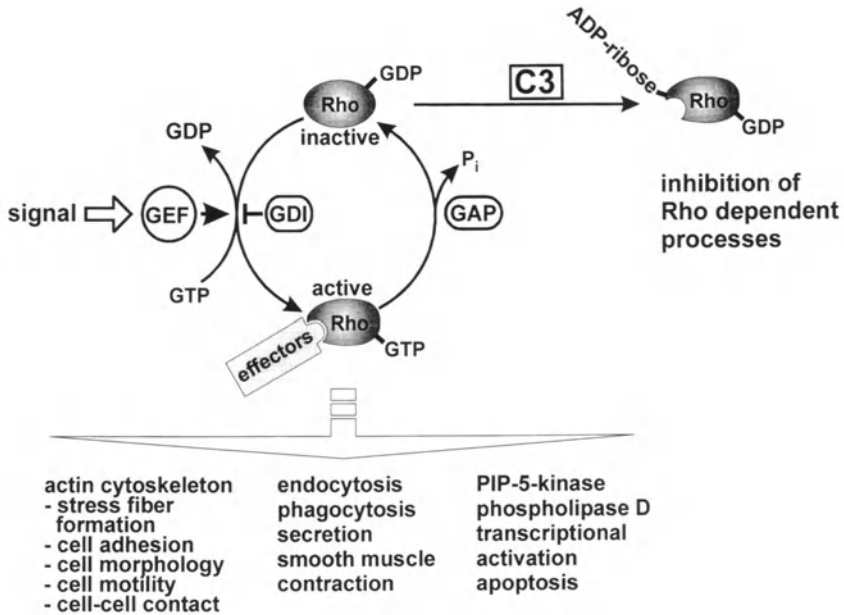 ADP-ribose
C3
GDP
Rho
inactive
Rho
GDP
GDP
Pi
signal
GEF
GDI
GAP
inhibition of
Rho dependent
processes
GTP
active
Rho
GTP
effectors
actin cytoskeleton
- stress fiber
formation
- cell adhesion
- cell morphology
- cell motility
- cell-cell contact
endocytosis
phagocytosis
secretion
smooth muscle
contraction
PIP-5-kinase
phospholipase D
transcriptional
activation
apoptosis